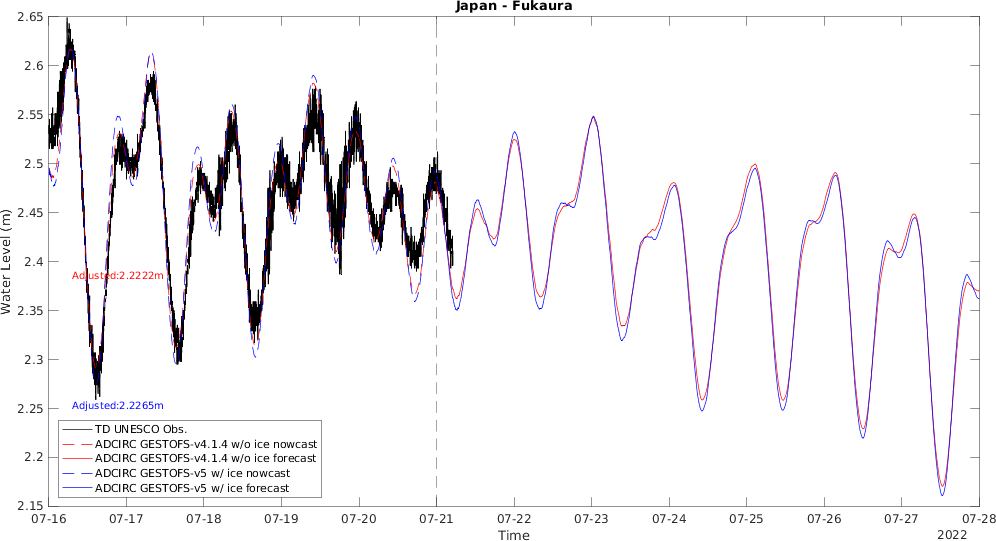 Japan - Fukaura
Water Level (m)
2.65
2.6
2.55
2.5
2.45
2.4
2.35
2.3
2.25
2.2
2.15
Adjusted:2.2222m
Adjusted:2.2265m
TD UNESCO Obs.
ADCIRC GESTOFS-v4.1.4 w/o ice nowcast
ADCIRC GESTOFS-v4.1.4 w/o ice forecast
ADCIRC GESTOFS-v5 w/ ice nowcast
ADCIRC GESTOFS-v5 w/ ice forecast
07-16 07-17 07-18 07-19 07-20 07-21 07-22 07-23 07-24 07-25 07-26 07-27 07-28
Time
2022